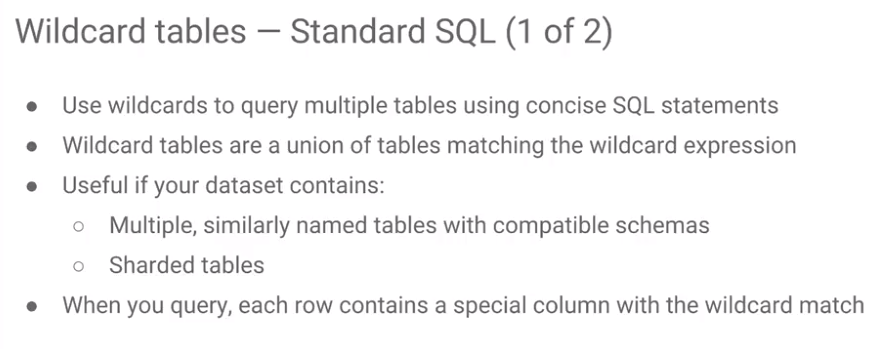 Wildcard tables — Standard SQL (1 of 2)
● Use wildcards to query multiple tables using concise SQL statements
● Wildcard tables are a union of tables matching the wildcard expression
● Useful if your dataset contains:
○ Multiple, similarly named tables with compatible schemas
○ Sharded tables
● When you query, each row contains a special column with the wildcard match